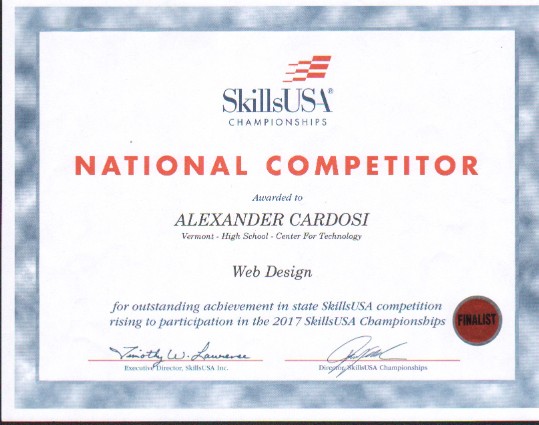 SkillsUSA®
CHAMPIONSHIPS
NATIONAL COMPETITOR
Awarded to
ALEXANDER CARDOSI
Vermont - High School - Center For Technology
Web Design
for outstanding achievement in state SkillsUSA competition
rising to participation in the 2017 SkillsUSA Championships
FINALIST
Timothy W. Lawrence
Executive Director, SkillsUSA Inc.
Director, SkillsUSA Championships